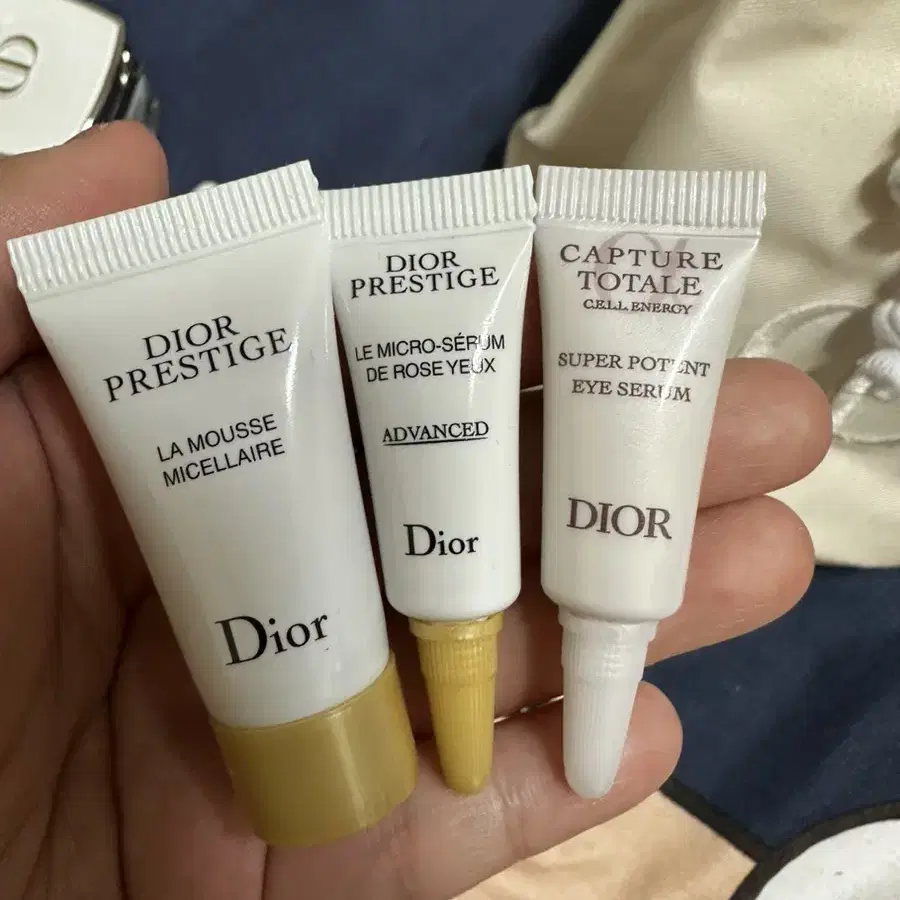 DIOR
PRESTIGE
LA MOUSSE
MICELLAIRE
Dior
DIOR
PRESTIGE
LE MICRO-SÉRUM
DE ROSE YEUX
ADVANCED
Dior
CAPTURE
TOTALE
C.E.L.L. ENERGY
SUPER POTENT
EYE SERUM
DIOR